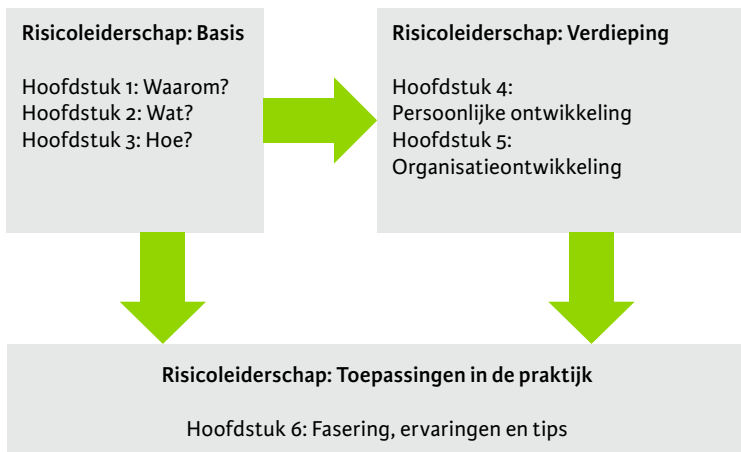 Risicoleiderschap: Basis
Hoofdstuk 1: Waarom?
Hoofdstuk 2: Wat?
Hoofdstuk 3: Hoe?
Risicoleiderschap: Verdieping
Hoofdstuk 4:
Persoonlijke ontwikkeling
Hoofdstuk 5:
Organisatieontwikkeling
Risicoleiderschap: Toepassingen in de praktijk
Hoofdstuk 6: Fasering, ervaringen en tips